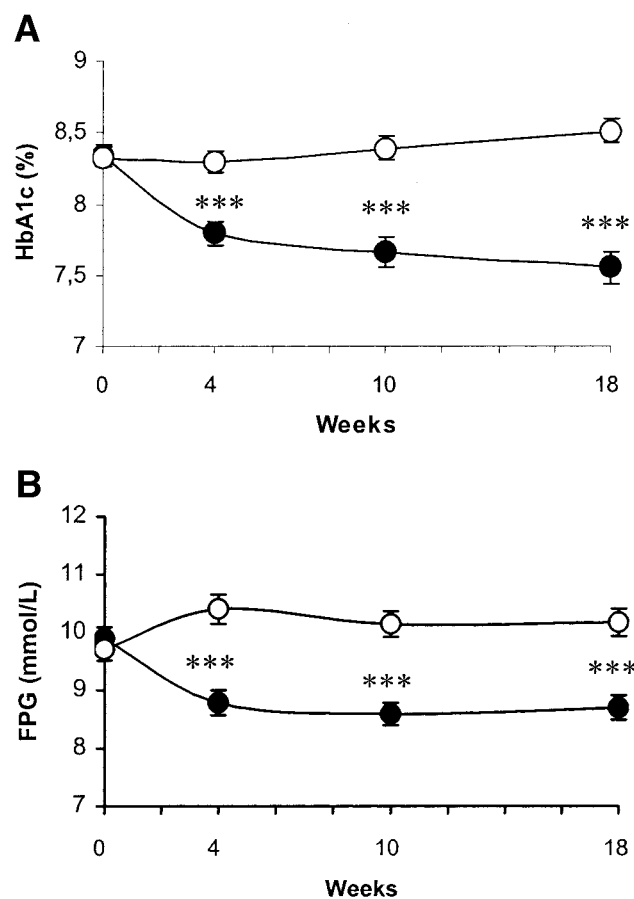 A
9
8,5
8
7,5
7
HbA1c (%)
***
***
***
0 4 10 18
Weeks
B
12
11
10
9
8
7
FPG (mmol/L)
***
***
***
0 4 10 18
Weeks